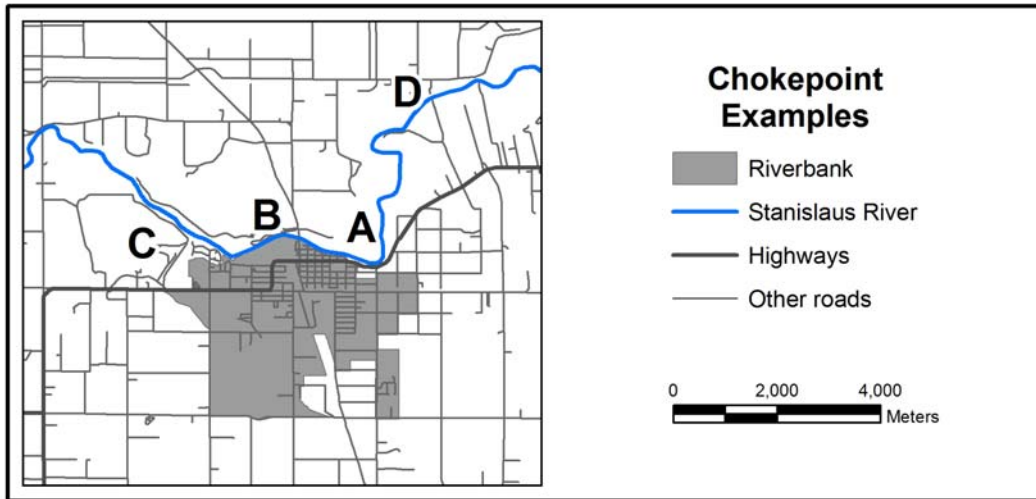 D
B
A
C
Chokepoint
Examples
Riverbank
Stanislaus River
Highways
Other roads
0 2,000 4,000
Meters